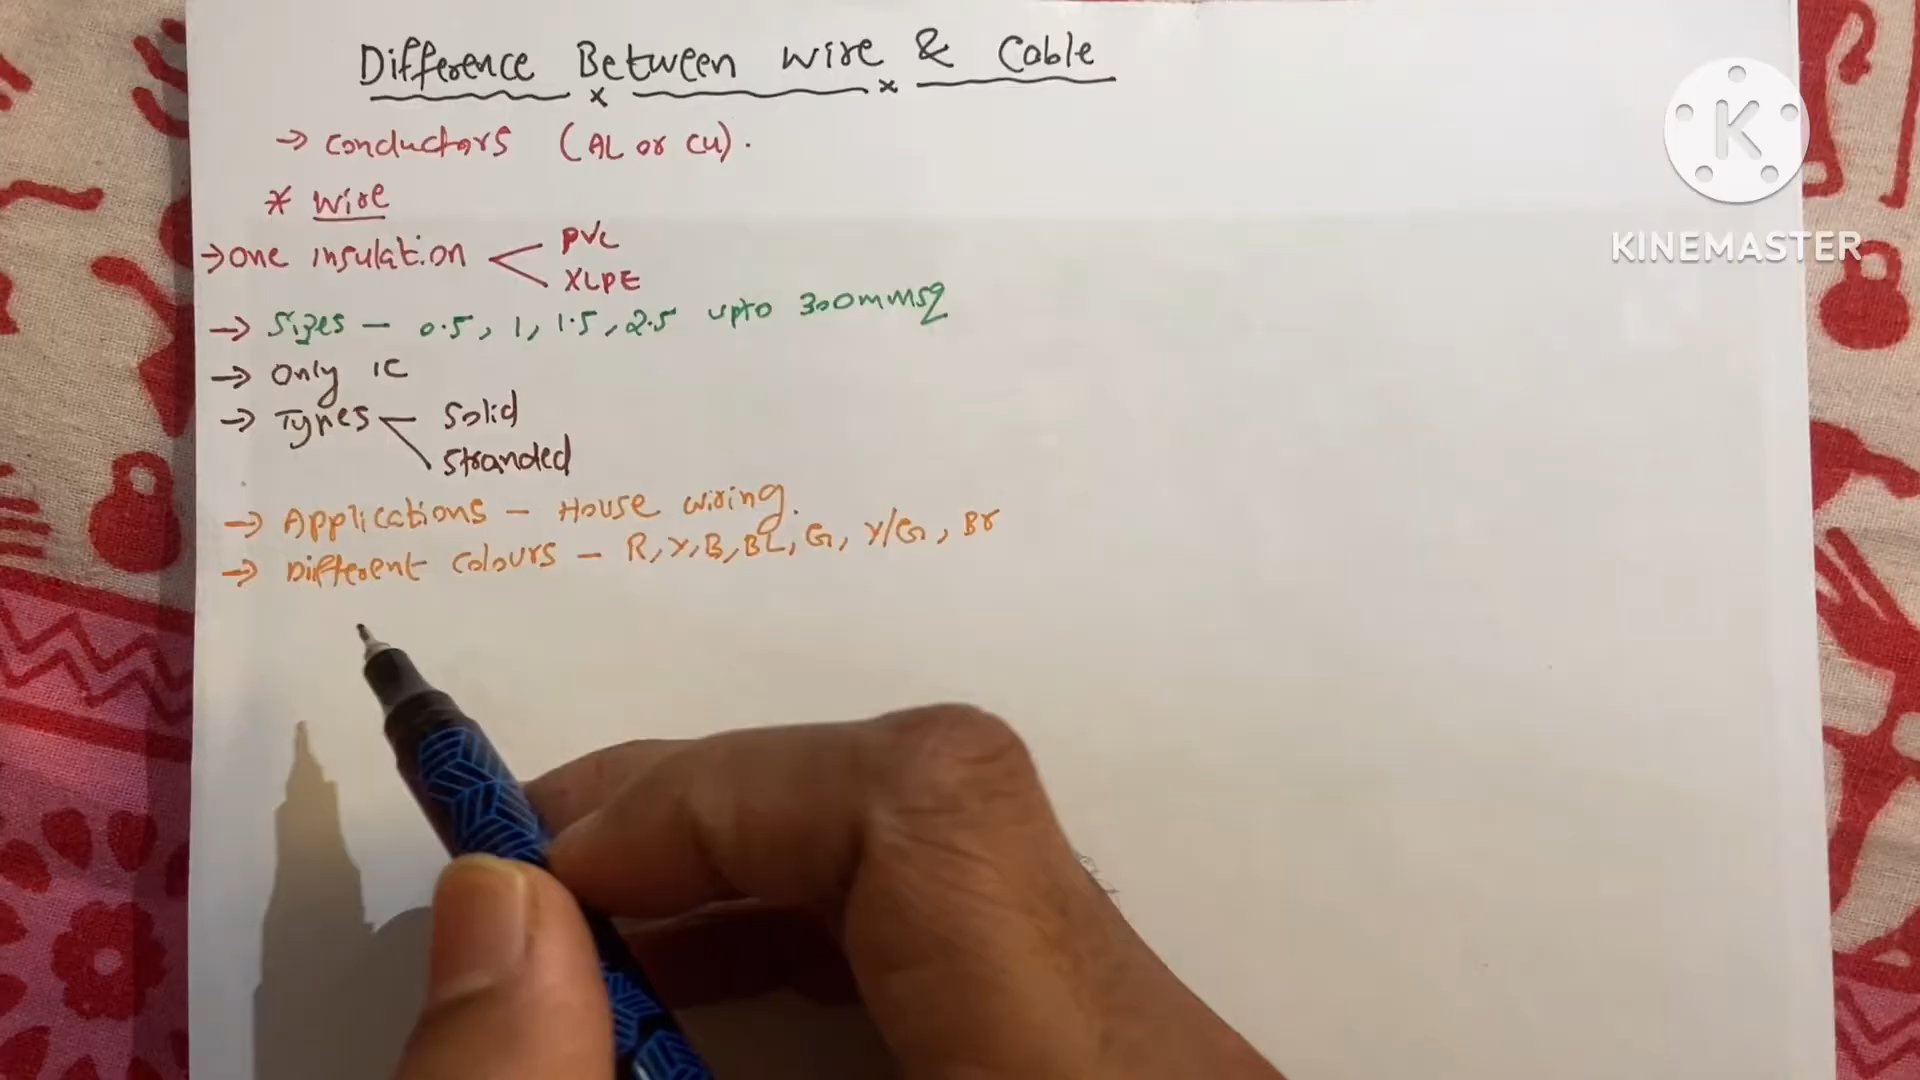 Difference Between wire & Cable
→ conductors (AL or cu).
* wire
→ one insulation < PVC
XLPE
→ Sizes - 0.5, 1, 1.5, 2.5 upto 300mmsq
→ Only 1C
→ Types < Solid
Stranded
→ Applications - House wiring.
→ Different colours - R, Y, B, BL, G, Y/G, Br
K
KINEMASTER